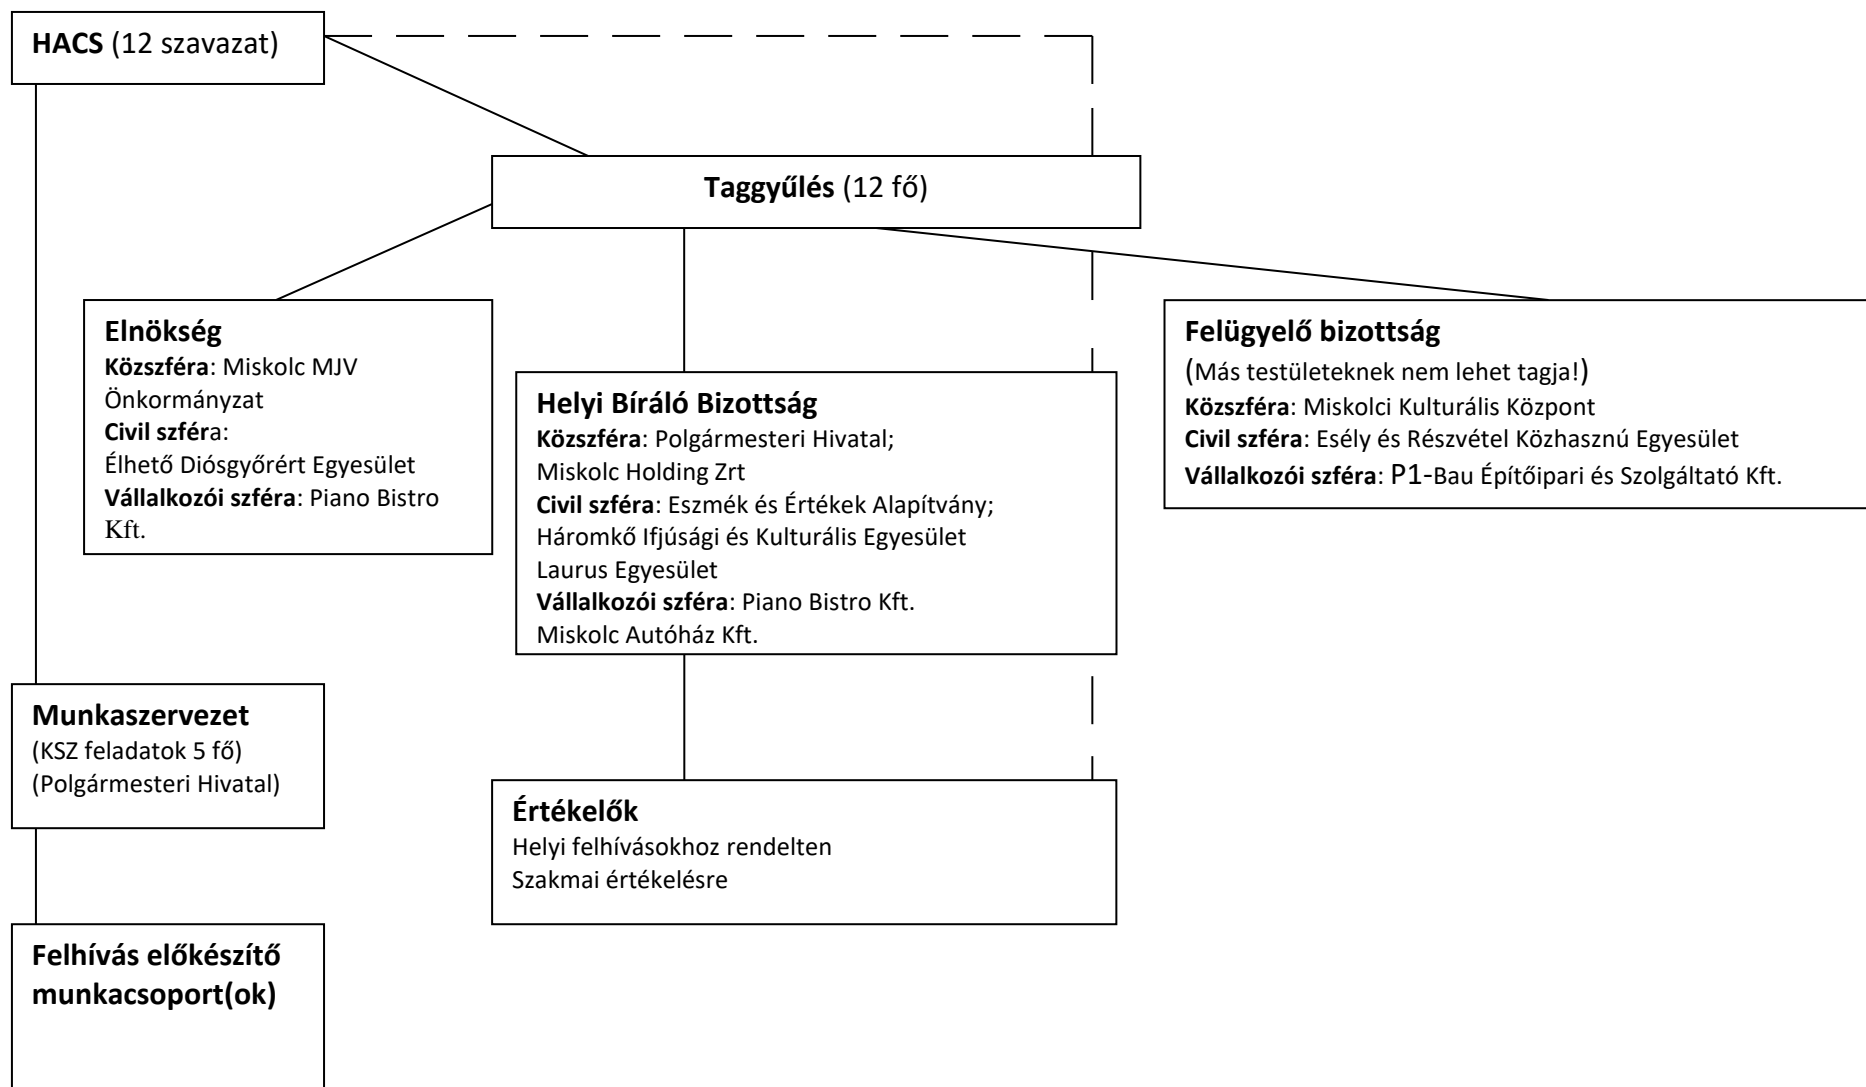 HACS (12 szavazat)
Taggyűlés (12 fő)
Elnökség
Közszféra: Miskolc MJV
Önkormányzat
Civil szféra:
Élhető Diósgyőrért Egyesület
Vállalkozói szféra: Piano Bistro
Kft.
Helyi Bíráló Bizottság
Közszféra: Polgármesteri Hivatal;
Miskolc Holding Zrt
Civil szféra: Eszmék és Értékek Alapítvány;
Háromkő Ifjúsági és Kulturális Egyesület
Laurus Egyesület
Vállalkozói szféra: Piano Bistro Kft.
Miskolc Autóház Kft.
Felügyelő bizottság
(Más testületeknek nem lehet tagja!)
Közszféra: Miskolci Kulturális Központ
Civil szféra: Esély és Részvétel Közhasznú Egyesület
Vállalkozói szféra: P1-Bau Építőipari és Szolgáltató Kft.
Munkaszervezet
(KSZ feladatok 5 fő)
(Polgármesteri Hivatal)
Értékelők
Helyi felhívásokhoz rendelten
Szakmai értékelésre
Felhívás előkészítő
munkacsoport(ok)